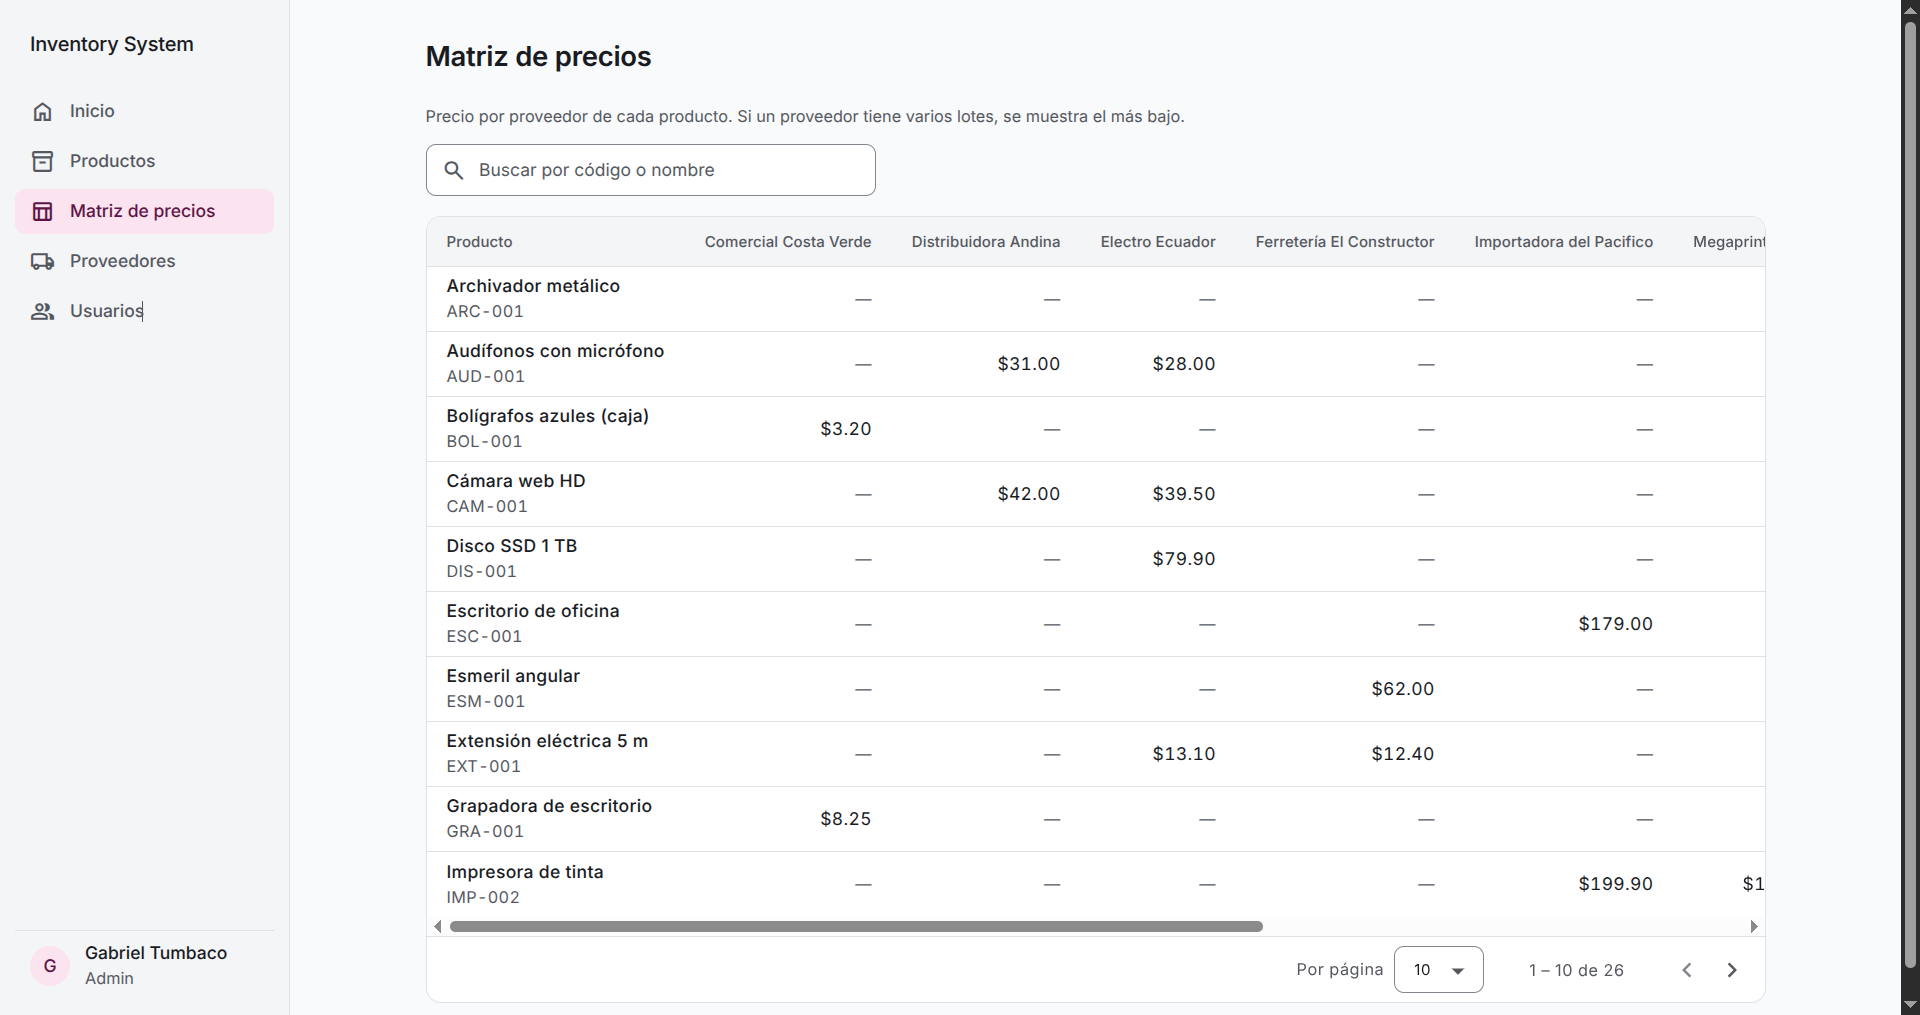 Inventory System
Inicio
Productos
Matriz de precios
Proveedores
Usuarios
Gabriel Tumbaco
G
Admin
Matriz de precios
Precio por proveedor de cada producto. Si un proveedor tiene varios lotes, se muestra el más bajo.
Buscar por código o nombre
Producto Comercial Costa Verde Distribuidora Andina Electro Ecuador Ferretería El Constructor Importadora del Pacifico Megaprint
Archivador metálico
ARC-001 — — — — —
Audífonos con micrófono
AUD-001 — $31.00 $28.00 — —
Bolígrafos azules (caja)
BOL-001 $3.20 — — — —
Cámara web HD
CAM-001 — $42.00 $39.50 — —
Disco SSD 1 TB
DIS-001 — — $79.90 — —
Escritorio de oficina
ESC-001 — — — — $179.00
Esmeril angular
ESM-001 — — — $62.00 —
Extensión eléctrica 5 m
EXT-001 — — $13.10 $12.40 —
Grapadora de escritorio
GRA-001 $8.25 — — — —
Impresora de tinta
IMP-002 — — — — $199.90 $1
Por página 10 1 – 10 de 26